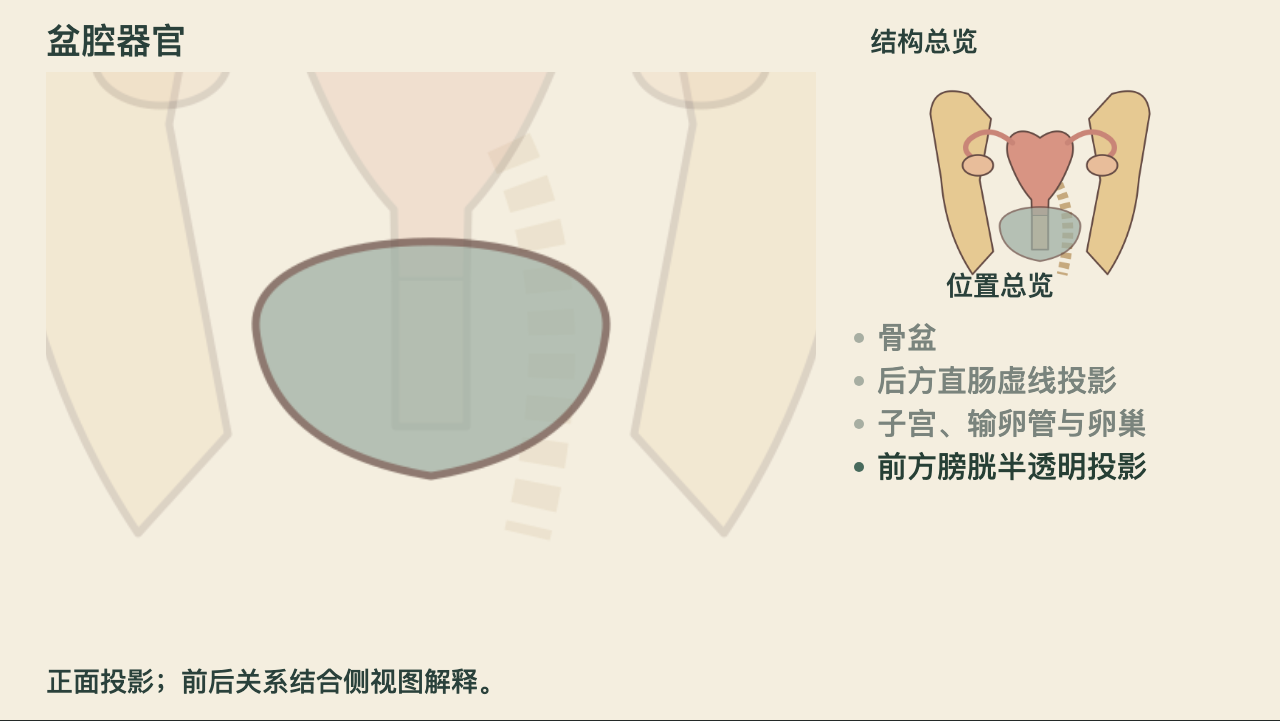 盆腔器官
结构总览
位置总览
骨盆
后方直肠虚线投影
子宫、输卵管与卵巢
前方膀胱半透明投影
正面投影；前后关系结合侧视图解释。